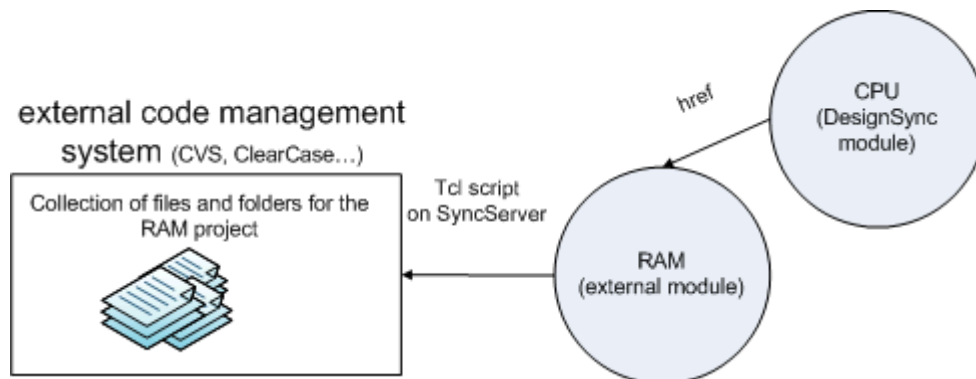 external code management
system (CVS, ClearCase…)
Collection of files and folders for the
RAM project
Tcl script
on SyncServer
href
RAM
(external module)
CPU
(DesignSync
module)